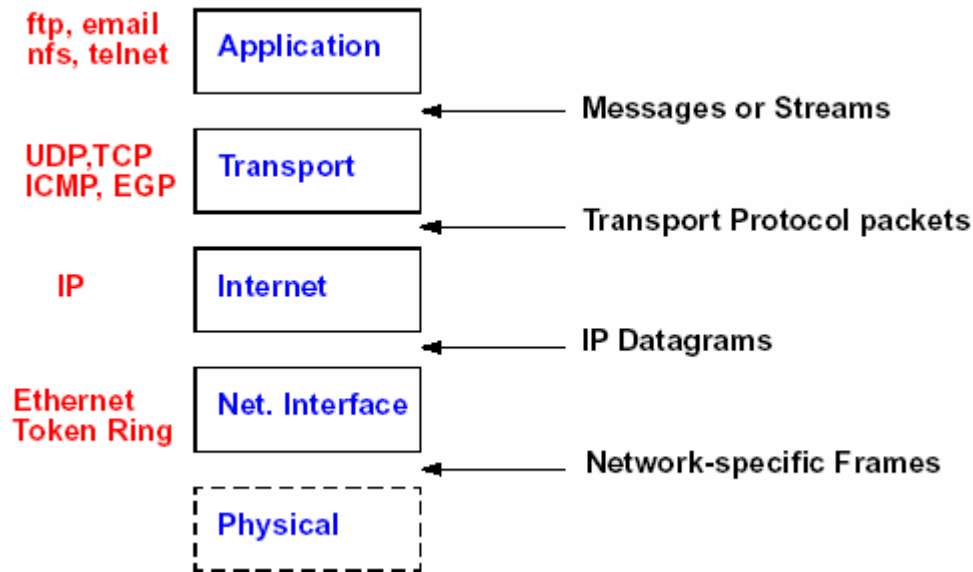 ftp, email
nfs, telnet
Application
Messages or Streams
UDP,TCP
ICMP, EGP
Transport
Transport Protocol packets
IP
Internet
IP Datagrams
Ethernet
Token Ring
Net. Interface
Network-specific Frames
Physical